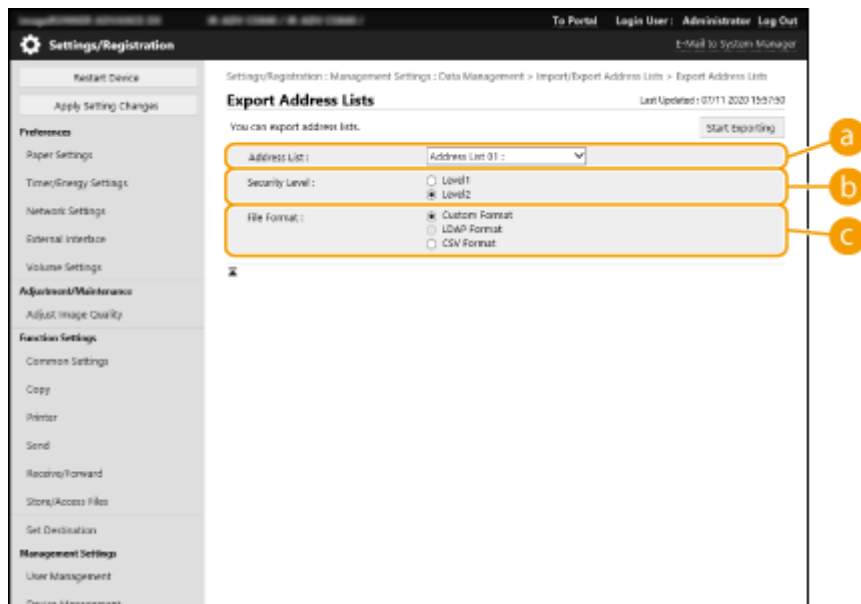 To Portal Login User: Administrator Log Out
Settings/Registration
E-Mail to System Manager
Restart Device
Apply Setting Changes
Preferences
Paper Settings
Timer/Energy Settings
Network Settings
External Interface
Volume Settings
Adjustment/Maintenance
Adjust Image Quality
Function Settings
Common Settings
Copy
Printer
Send
Receive/Forward
Store/Access Files
Set Destination
Management Settings
User Management
Device Management
Settings/Registration : Management Settings : Data Management > Import/Export Address Lists > Export Address Lists
Export Address Lists
Last Updated : 07/11 2020 15:57:50
You can export address lists.
Start Exporting
Address List :
Address List 01 :
a
Security Level :
Level1
Level2
b
File Format :
Custom Format
LDAP Format
CSV Format
c